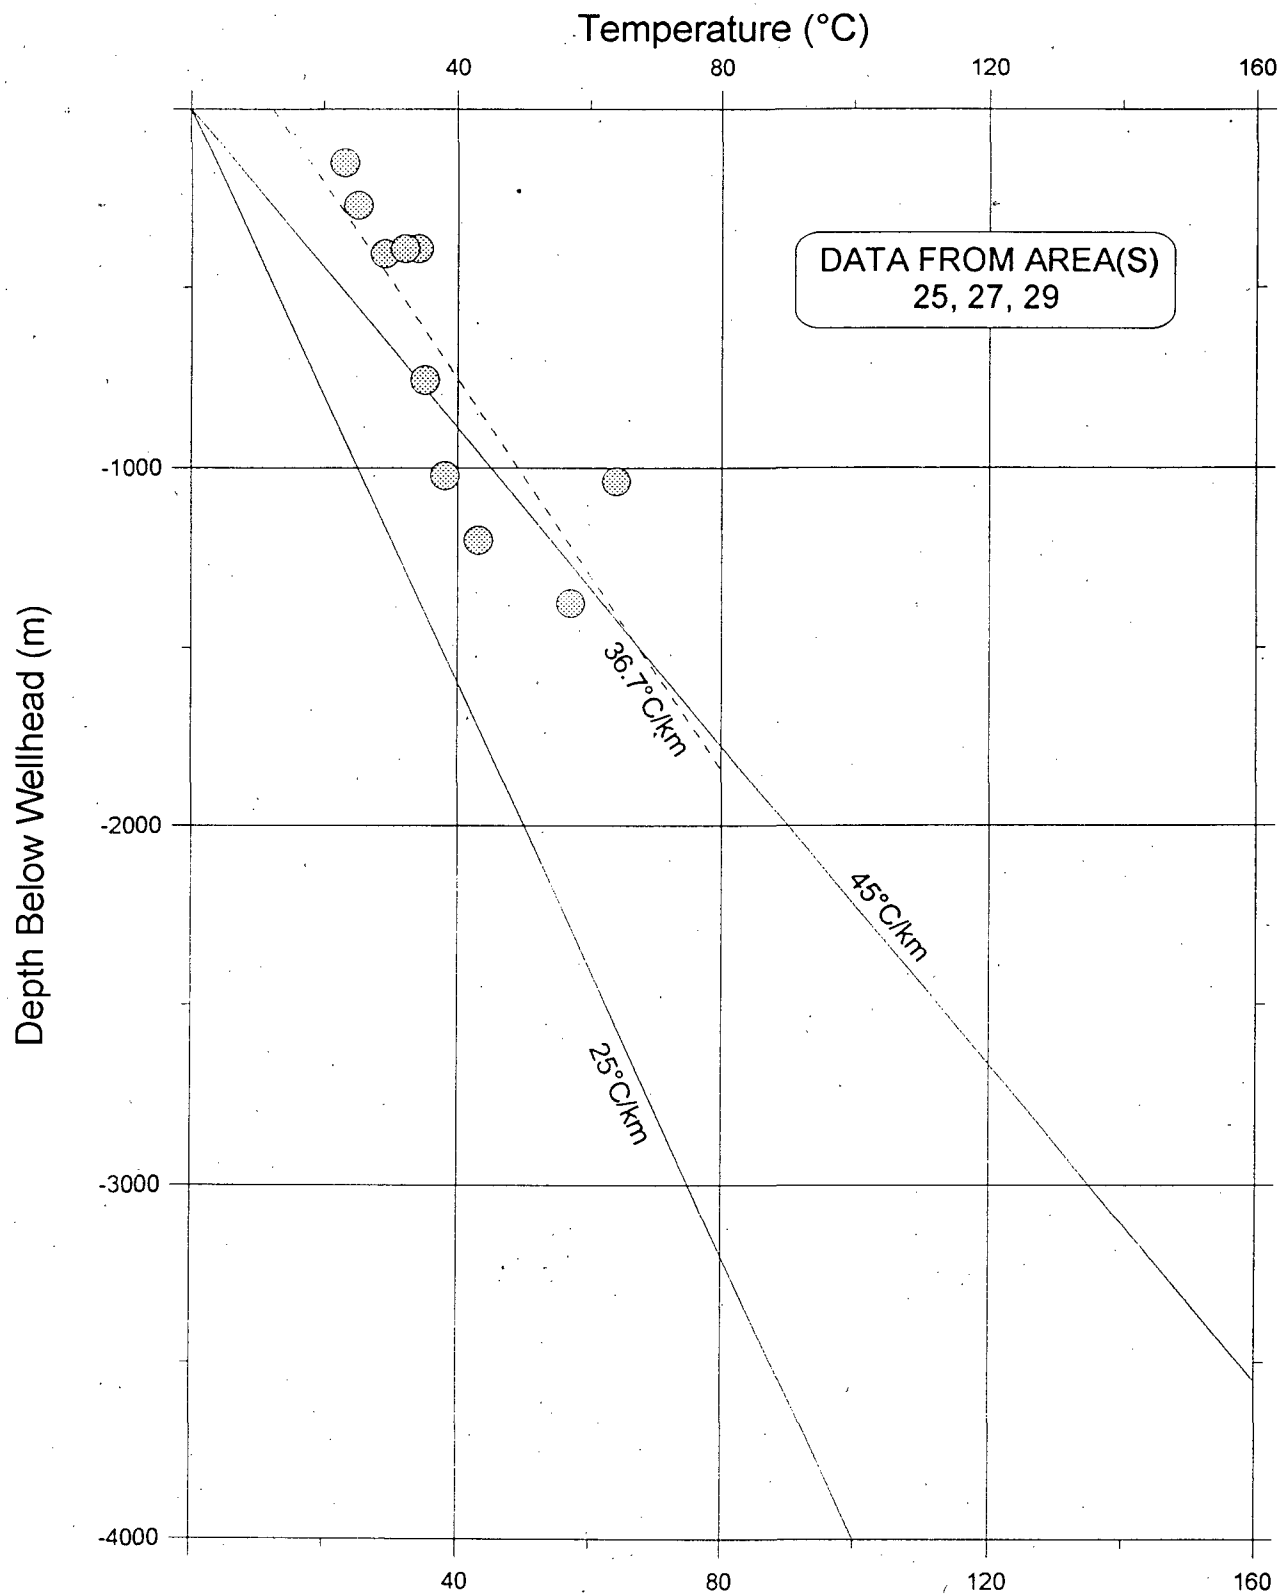 Temperature (°C)
40 80 120 160
DATA FROM AREA(S)
25, 27, 29
-1000
36.7°C/km
Depth Below Wellhead (m)
-2000
45°C/km
25°C/km
-3000
-4000
40 80 120 160